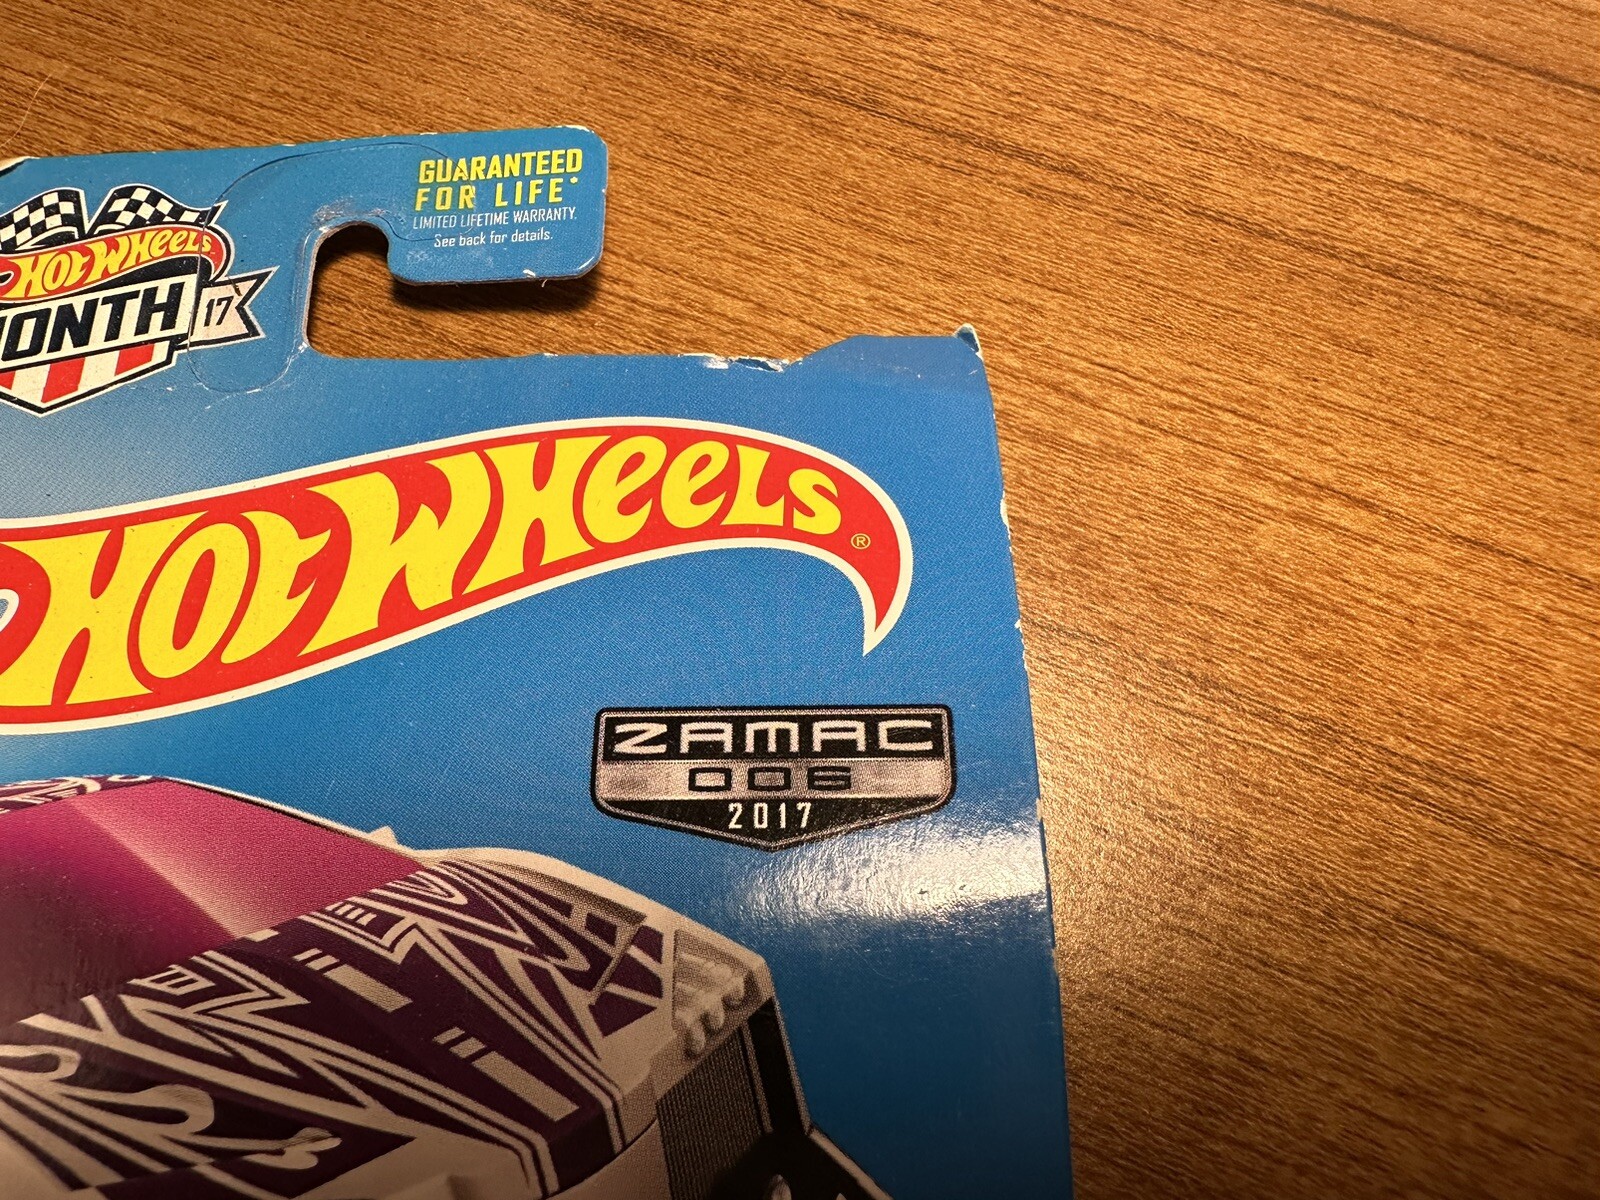 GUARANTEED
FOR LIFE*
LIMITED LIFETIME WARRANTY.
See back for details.
HOT WHEELS
ONTH 17
HOT WHEELS®
ZAMAC
006
2017